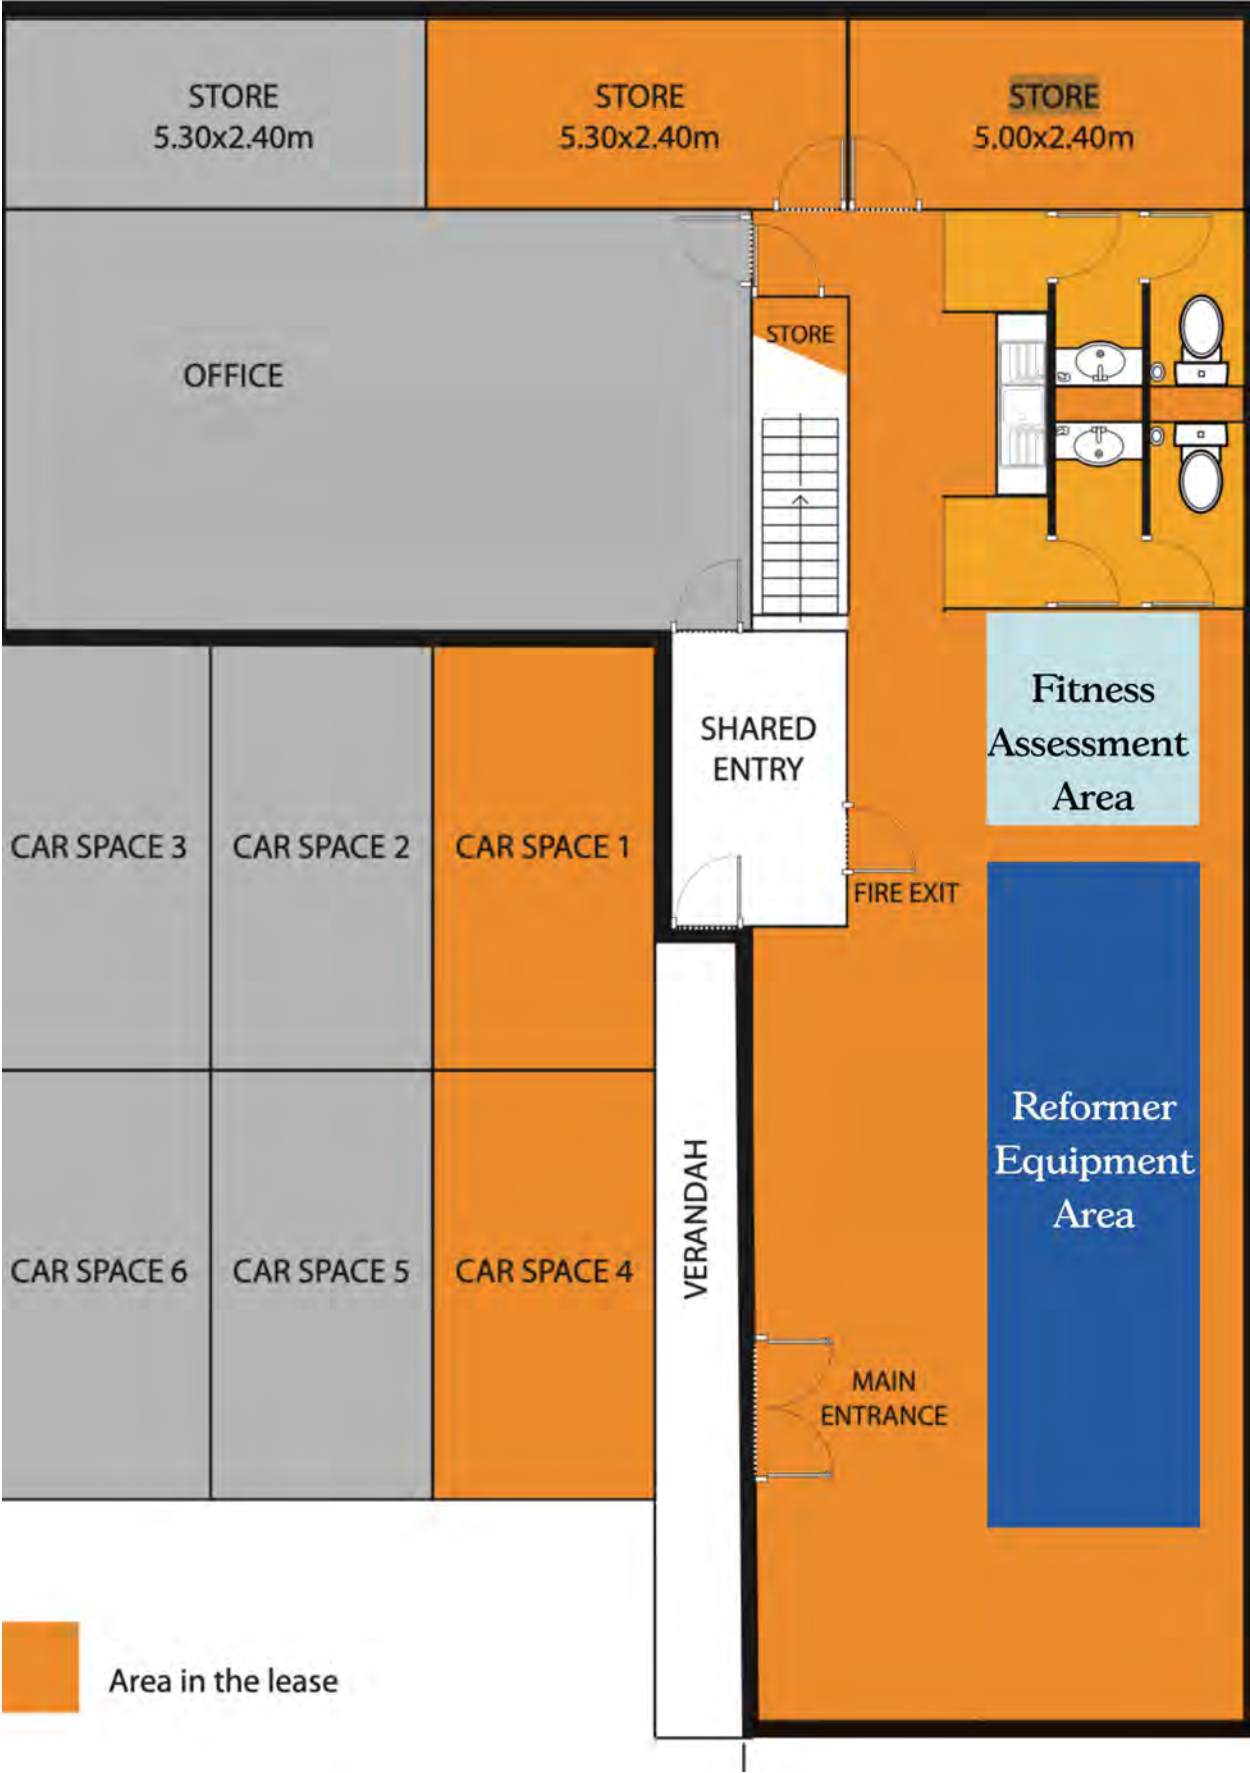 STORE
5.30x2.40m
STORE
5.30x2.40m
STORE
5.00x2.40m
OFFICE
STORE
SHARED
ENTRY
Fitness
Assessment
Area
CAR SPACE 3
CAR SPACE 2
CAR SPACE 1
FIRE EXIT
Reformer
Equipment
Area
VERANDAH
CAR SPACE 6
CAR SPACE 5
CAR SPACE 4
MAIN
ENTRANCE
Area in the lease